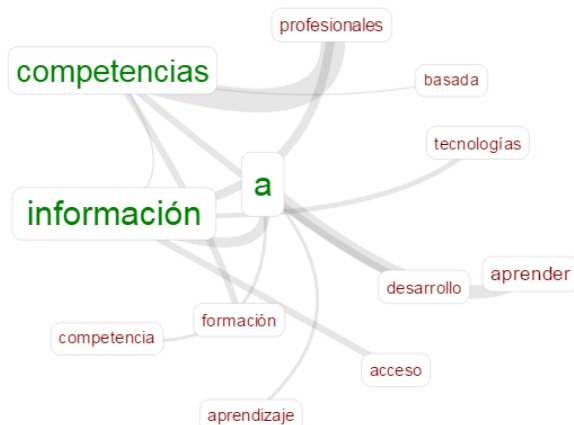 profesionales
competencias
basada
tecnologías
a
información
aprender
desarrollo
formación
competencia
acceso
aprendizaje